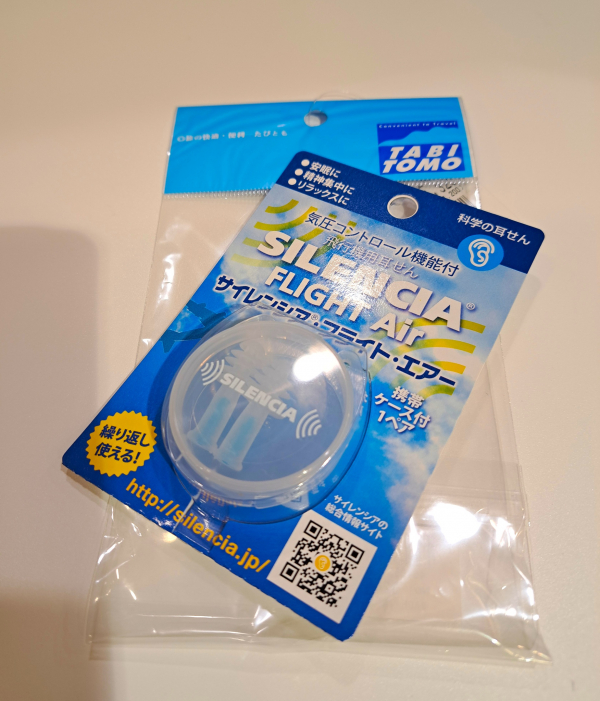 ◎旅の快適・便利 たびとも
Convenient to Travel
TABI
TOMO
●安眠に
●精神集中に
●リラックスに
科学の耳せん
気圧コントロール機能付
飛行機用耳せん
SILENCIA®
FLIGHT Air
サイレンシア®・フライト・エアー
SILENCIA
携帯
ケース付
1ペア
繰り返し
使える!
http://silencia.jp/
サイレンシアの
総合情報サイト